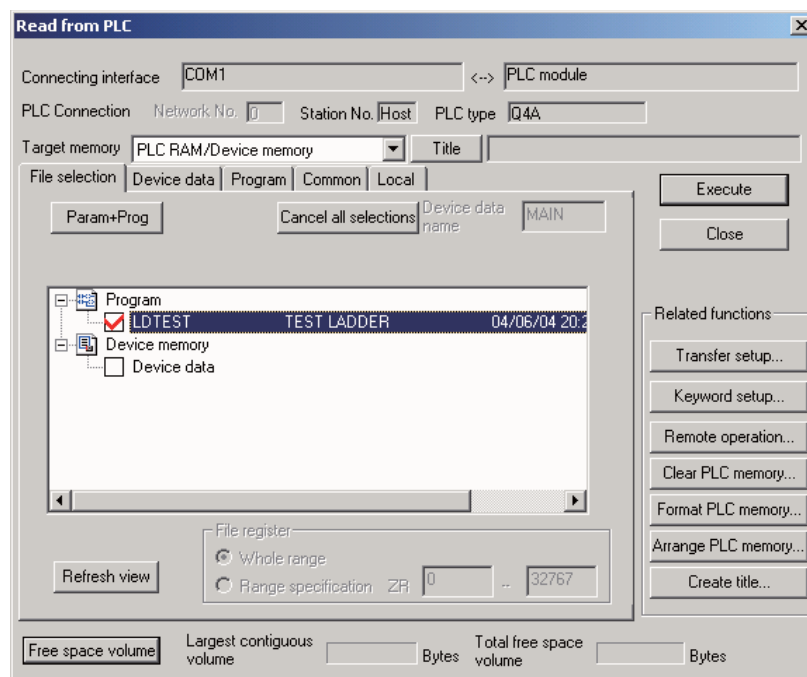 Read from PLC
Connecting interface COM1 <--> PLC module
PLC Connection Network No. 0 Station No. Host PLC type Q4A
Target memory PLC RAM/Device memory Title
File selection Device data Program Common Local
Param+Prog Cancel all selections Device data name MAIN
Execute
Close
Program
LDTEST TEST LADDER 04/06/04 20:2
Device memory
Device data
Related functions
Transfer setup...
Keyword setup...
Remote operation...
Clear PLC memory...
Format PLC memory...
Arrange PLC memory...
Create title...
File register
Whole range
Range specification ZR 0 .. 32767
Refresh view
Free space volume Largest contiguous volume Bytes Total free space volume Bytes